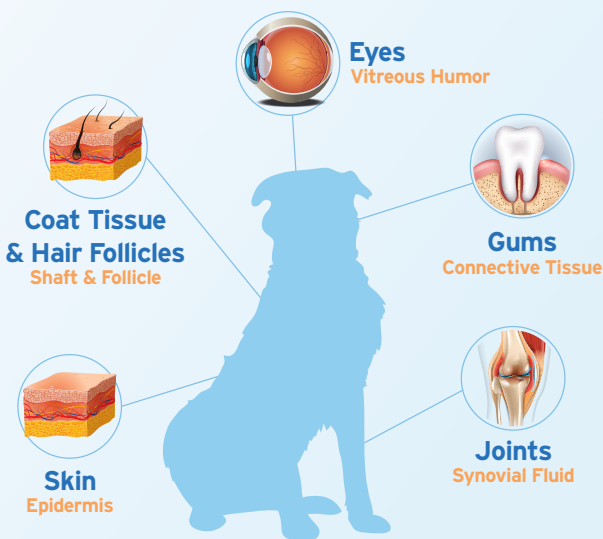 Eyes
Vitreous Humor
Coat Tissue
& Hair Follicles
Shaft & Follicle
Gums
Connective Tissue
Skin
Epidermis
Joints
Synovial Fluid